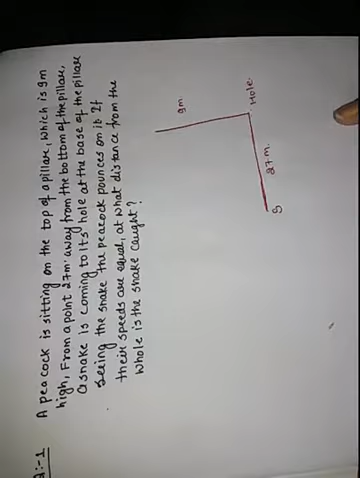 Q:-1 A peacock is sitting on the top of a pillar, which is 9m
high, From a point 27m. away from the bottom of the pillar,
a snake is coming to its hole at the base of the pillar
seeing the snake the peacock pounces on it. If
their speeds are equal, at what distance from the
whole is the snake caught?
9m
Hole.
27m.
S